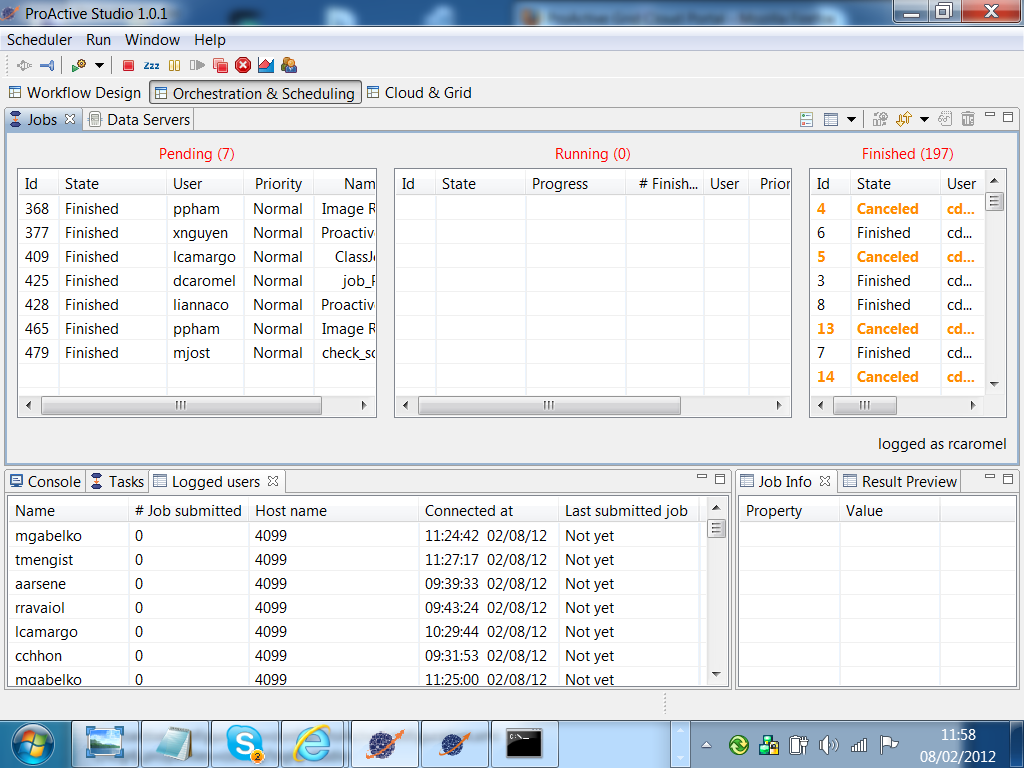 ProActive Studio 1.0.1
Scheduler Run Window Help
Workflow Design Orchestration & Scheduling Cloud & Grid
Jobs Data Servers
Pending (7) Running (0) Finished (197)
Id State User Priority Nam Id State Progress # Finish... User Prior Id State User
368 Finished ppham Normal Image R 4 Canceled cd...
377 Finished xnguyen Normal Proactive 6 Finished cd...
409 Finished lcamargo Normal ClassJ 5 Canceled cd...
425 Finished dcaromel Normal job_ 3 Finished cd...
428 Finished liannaco Normal Proactive 8 Finished cd...
465 Finished ppham Normal Image R 13 Canceled cd...
479 Finished mjost Normal check_sc 7 Finished cd...
14 Canceled cd...
logged as rcaromel
Console Tasks Logged users Job Info Result Preview
Name # Job submitted Host name Connected at Last submitted job Property Value
mgabelko 0 4099 11:24:42 02/08/12 Not yet
tmengist 0 4099 11:27:17 02/08/12 Not yet
aarsene 0 4099 09:39:33 02/08/12 Not yet
rravaiol 0 4099 09:43:24 02/08/12 Not yet
lcamargo 0 4099 10:29:44 02/08/12 Not yet
cchhon 0 4099 09:31:53 02/08/12 Not yet
mgabelko 0 4099 11:25:00 02/08/12 Not yet
2
11:58
08/02/2012